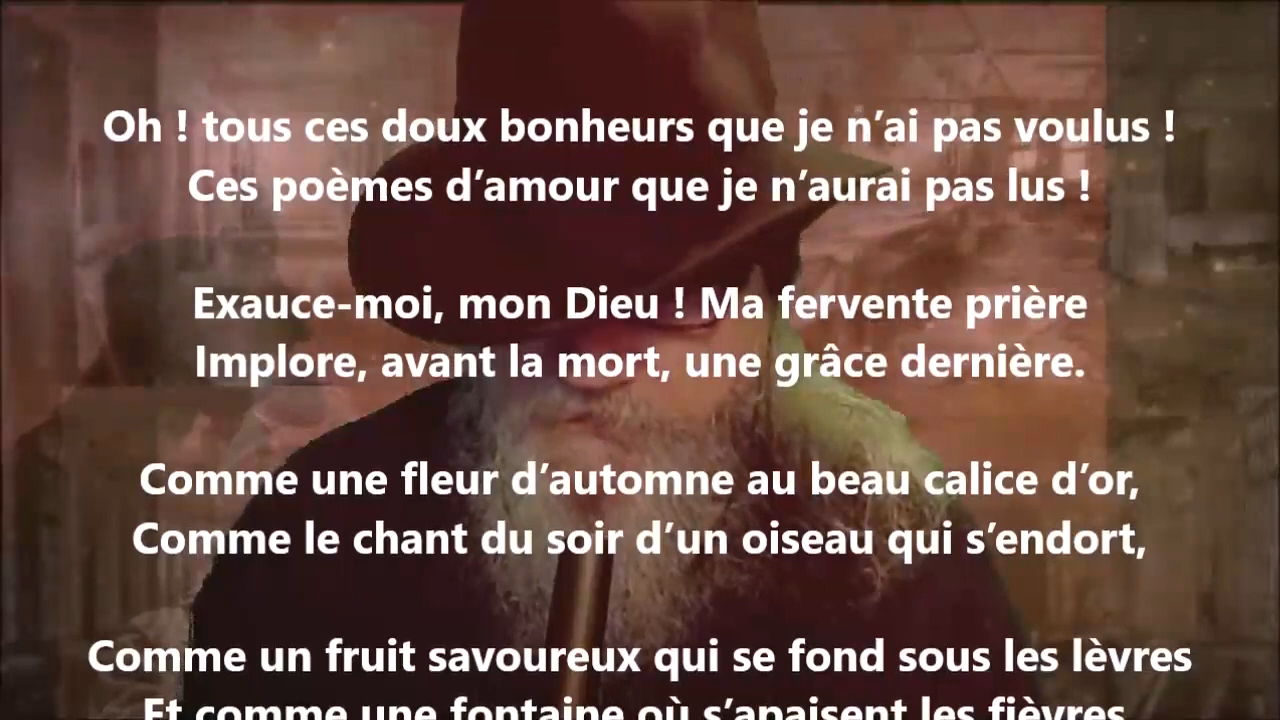 Oh ! tous ces doux bonheurs que je n’ai pas voulus !
Ces poèmes d’amour que je n’aurai pas lus !
Exauce-moi, mon Dieu ! Ma fervente prière
Implore, avant la mort, une grâce dernière.
Comme une fleur d’automne au beau calice d’or,
Comme le chant du soir d’un oiseau qui s’endort,
Comme un fruit savoureux qui se fond sous les lèvres
Et comme une fontaine où s’apaisent les fièvres